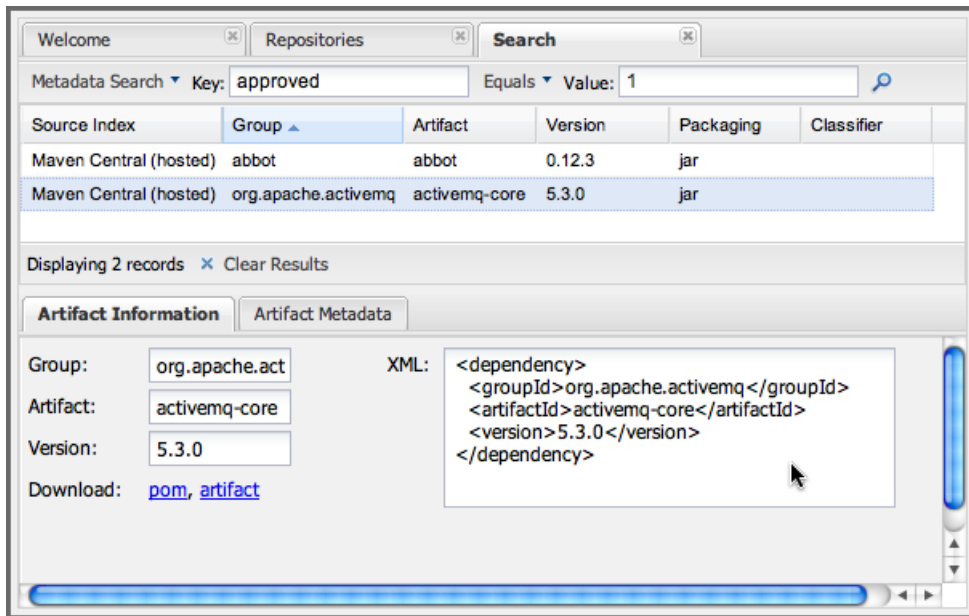 Welcome Repositories Search
Metadata Search Key: approved Equals Value: 1
Source Index Group Artifact Version Packaging Classifier
Maven Central (hosted) abbot abbot 0.12.3 jar
Maven Central (hosted) org.apache.activemq activemq-core 5.3.0 jar
Displaying 2 records Clear Results
Artifact Information Artifact Metadata
Group: org.apache.act XML: <dependency>
<groupId>org.apache.activemq</groupId>
Artifact: activemq-core <artifactId>activemq-core</artifactId>
<version>5.3.0</version>
Version: 5.3.0 </dependency>
Download: pom, artifact